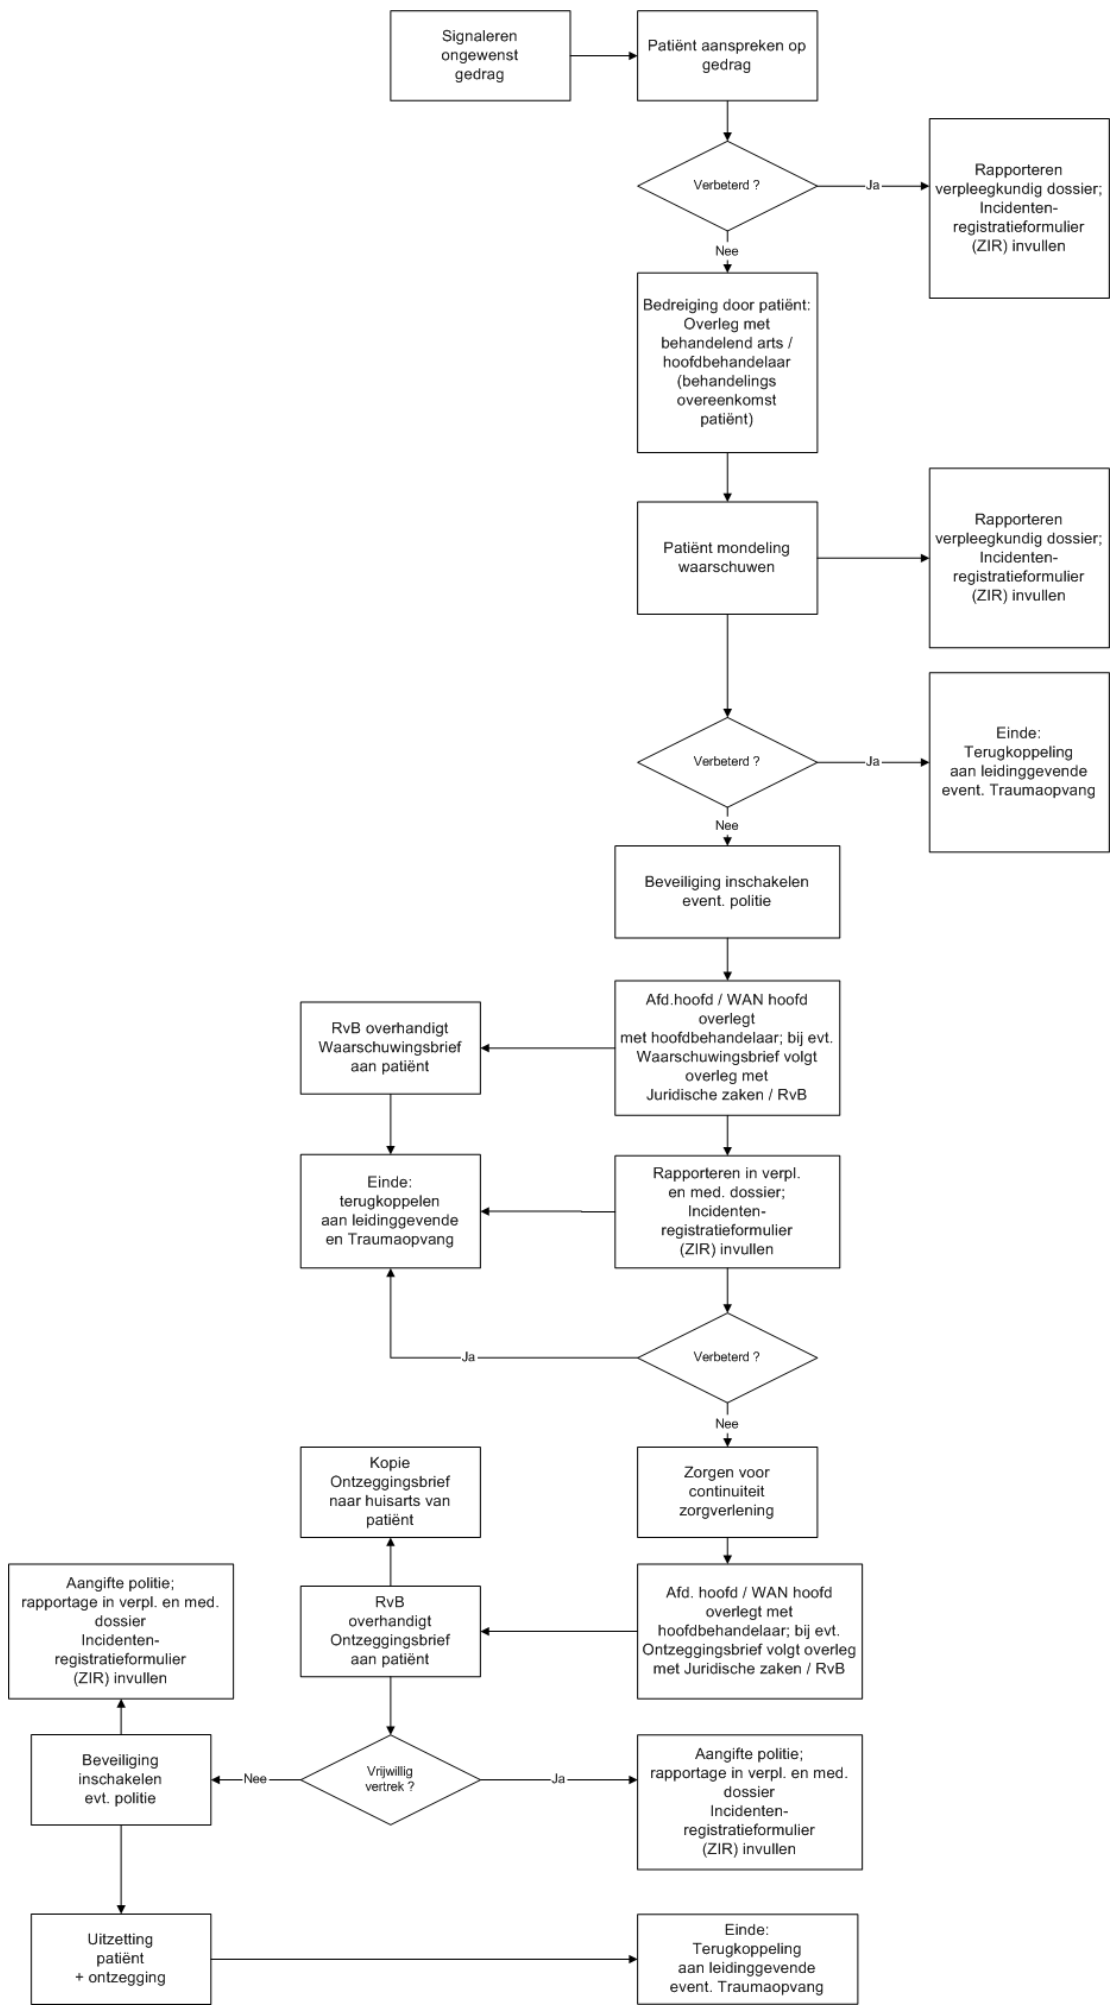 Signaleren
ongewenst
gedrag
Patiënt aanspreken op
gedrag
Verbeterd ?
Ja
Rapporteren
verpleegkundig dossier;
Incidenten-
registratieformulier
(ZIR) invullen
Nee
Bedreiging door patiënt:
Overleg met
behandelend arts /
hoofdbehandelaar
(behandelings
overeenkomst
patiënt)
Patiënt mondeling
waarschuwen
Rapporteren
verpleegkundig dossier;
Incidenten-
registratieformulier
(ZIR) invullen
Verbeterd ?
Ja
Einde:
Terugkoppeling
aan leidinggevende
event. Traumaopvang
Nee
Beveiliging inschakelen
event. politie
Afd.hoofd / WAN hoofd
overlegt
met hoofdbehandelaar; bij evt.
Waarschuwingsbrief volgt
overleg met
Juridische zaken / RvB
RvB overhandigt
Waarschuwingsbrief
aan patiënt
Einde:
terugkoppelen
aan leidinggevende
en Traumaopvang
Rapporteren in verpl.
en med. dossier;
Incidenten-
registratieformulier
(ZIR) invullen
Verbeterd ?
Ja
Nee
Zorgen voor
continuiteit
zorgverlening
Kopie
Ontzeggingsbrief
naar huisarts van
patiënt
Afd. hoofd / WAN hoofd
overlegt met
hoofdbehandelaar; bij evt.
Ontzeggingsbrief volgt overleg
met Juridische zaken / RvB
RvB
overhandigt
Ontzeggingsbrief
aan patiënt
Aangifte politie;
rapportage in verpl. en med.
dossier
Incidenten-
registratieformulier
(ZIR) invullen
Beveiliging
inschakelen
evt. politie
Nee
Vrijwillig
vertrek ?
Ja
Aangifte politie;
rapportage in verpl. en med.
dossier
Incidenten-
registratieformulier
(ZIR) invullen
Uitzetting
patiënt
+ ontzegging
Einde:
Terugkoppeling
aan leidinggevende
event. Traumaopvang